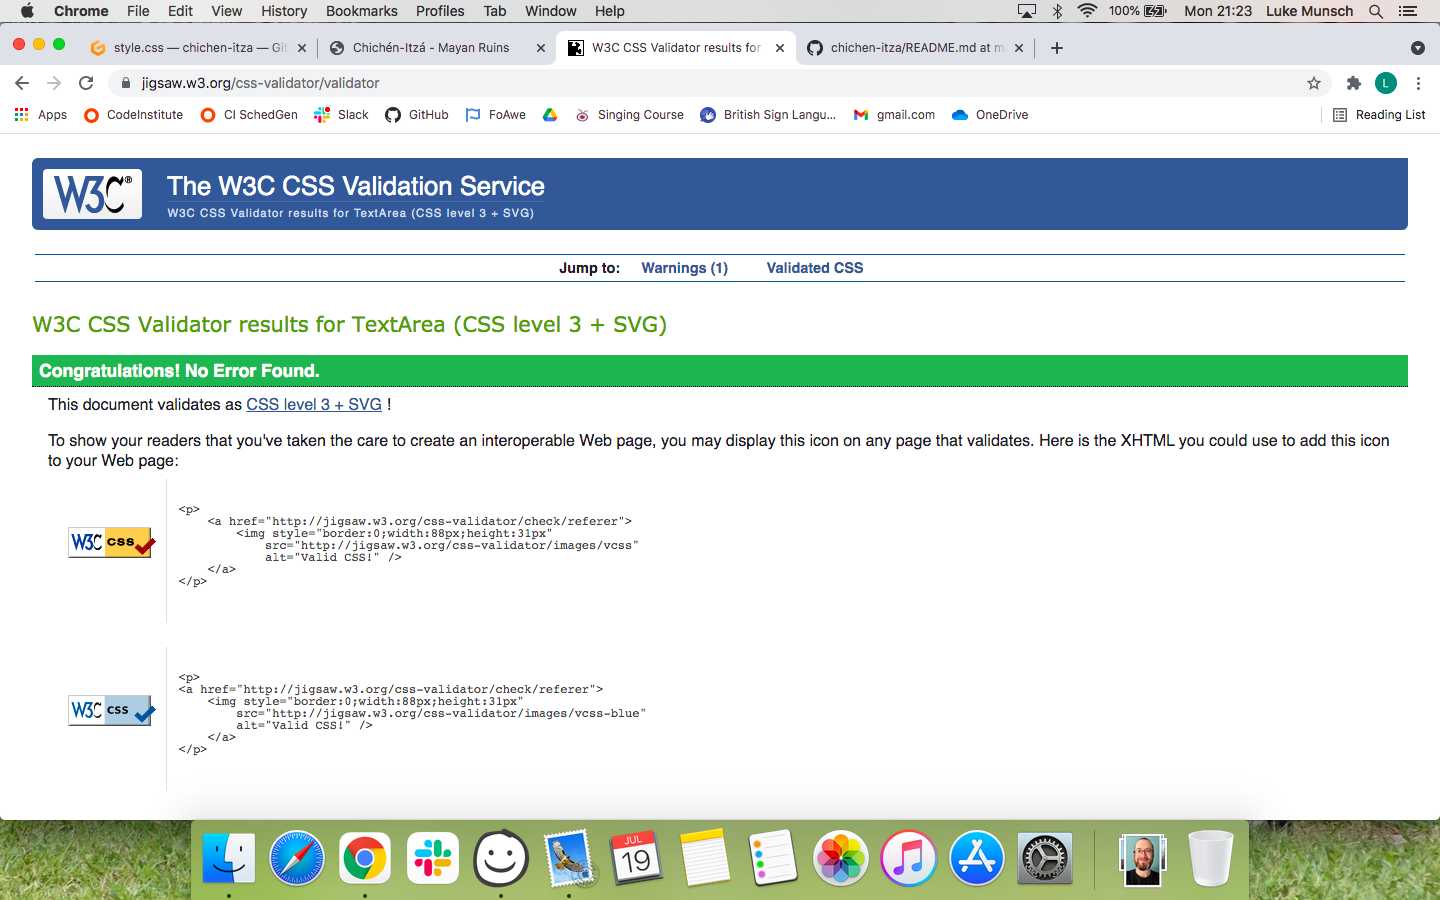 Chrome File Edit View History Bookmarks Profiles Tab Window Help 100% Mon 21:23 Luke Munsch
style.css — chichen-itza — Git Chichén-Itzá - Mayan Ruins W3C CSS Validator results for chichen-itza/README.md at m
jigsaw.w3.org/css-validator/validator L
Apps CodeInstitute CI SchedGen Slack GitHub FoAwe Singing Course British Sign Langu... gmail.com OneDrive Reading List
W3C® The W3C CSS Validation Service
W3C CSS Validator results for TextArea (CSS level 3 + SVG)
Jump to: Warnings (1) Validated CSS
W3C CSS Validator results for TextArea (CSS level 3 + SVG)
Congratulations! No Error Found.
This document validates as CSS level 3 + SVG !
To show your readers that you've taken the care to create an interoperable Web page, you may display this icon on any page that validates. Here is the XHTML you could use to add this icon
to your Web page:
<p>
<a href="http://jigsaw.w3.org/css-validator/check/referer">
<img style="border:0;width:88px;height:31px"
W3C css
src="http://jigsaw.w3.org/css-validator/images/vcss"
alt="Valid CSS!" />
</a>
</p>
<p>
<a href="http://jigsaw.w3.org/css-validator/check/referer">
<img style="border:0;width:88px;height:31px"
W3C css
src="http://jigsaw.w3.org/css-validator/images/vcss-blue"
alt="Valid CSS!" />
</a>
</p>
JUL
19